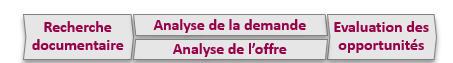 Recherche
documentaire
Analyse de la demande
Analyse de l’offre
Evaluation des
opportunités